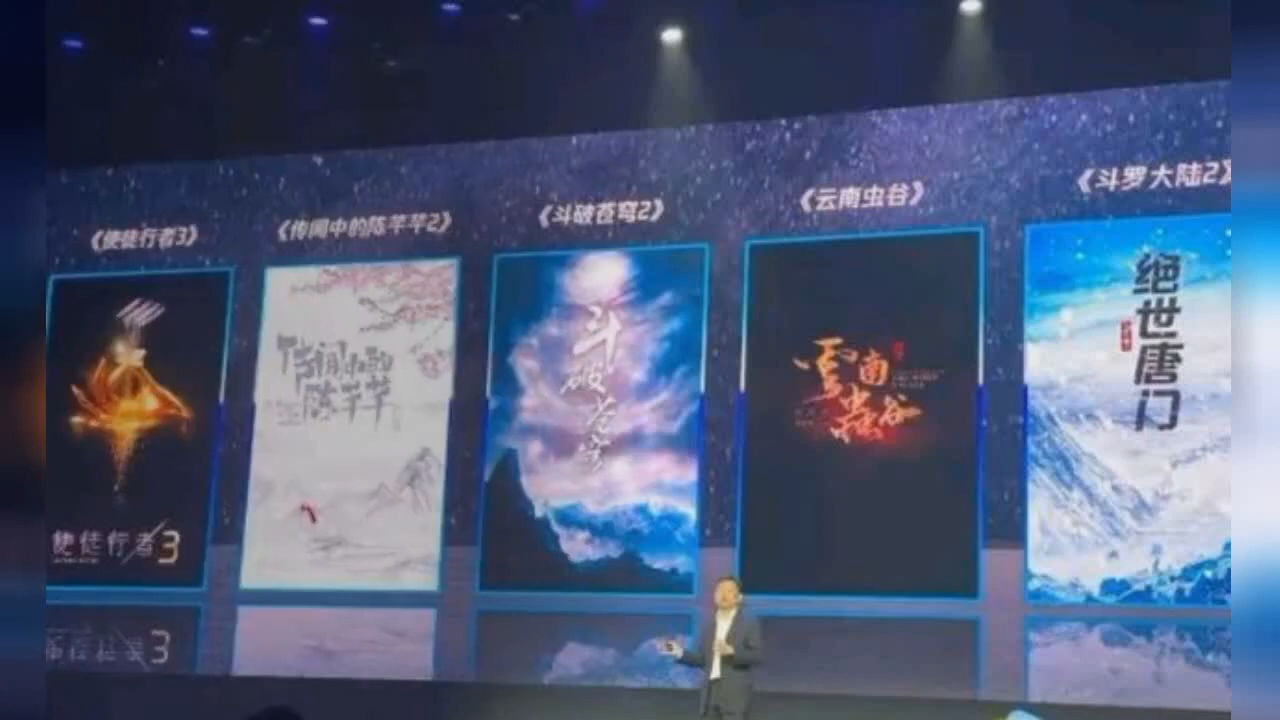 《使徒行者3》
《传闻中的陈芊芊2》
《斗破苍穹2》
《云南虫谷》
《斗罗大陆2》
使徒行者3
传闻中的
陈芊芊
斗破苍穹
雲南
虫谷
绝世唐门